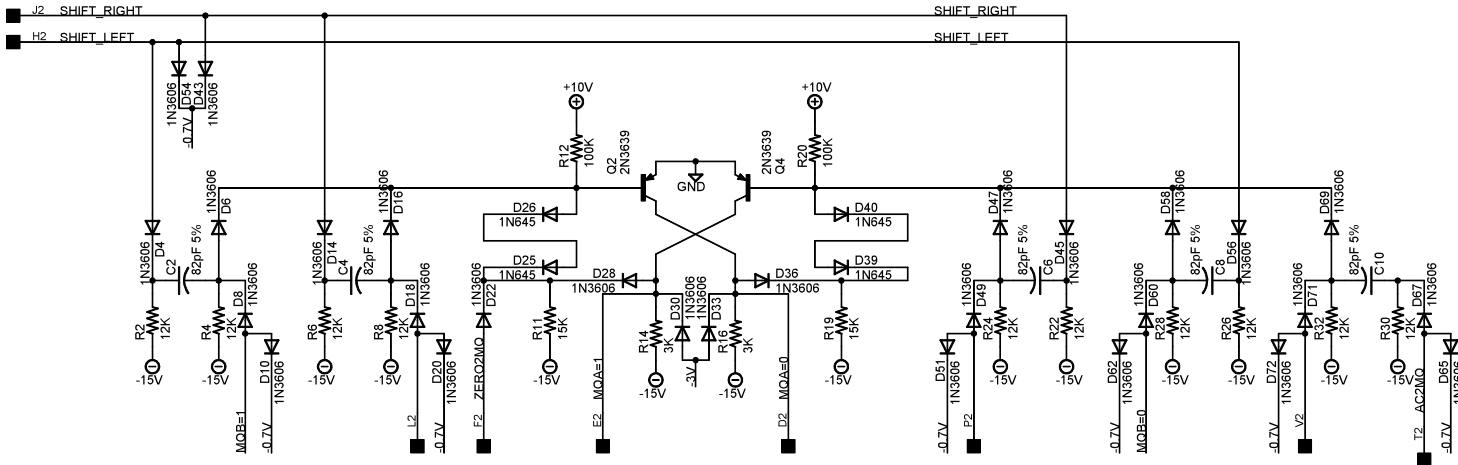 J2 SHIFT_RIGHT SHIFT_RIGHT
H2 SHIFT_LEFT SHIFT_LEFT
1N3606
D54
D43
1N3606
-0.7V
+10V
R12
100K
Q2
2N3639
GND
2N3639
Q4
+10V
R20
100K
1N3606
D4
C2
82pF 5%
1N3606
D6
1N3606
D8
R2
12K
-15V
R4
12K
-15V
D10
1N3606
MQB=1
-0.7V
1N3606
D14
C4
82pF 5%
1N3606
D16
1N3606
D18
R6
12K
-15V
R8
12K
-15V
D20
1N3606
L2
-0.7V
D26
1N645
D25
1N645
1N3606
D22
ZERO2MQ
F2
R11
15K
-15V
D28
1N3606
MQA=1
E2
R14
3K
-15V
D30
1N3606
1N3606
D33
-3V
R16
3K
-15V
D36
1N3606
MQA=0
D2
D40
1N645
D39
1N645
R19
15K
-15V
D47
1N3606
82pF 5%
C6
D45
1N3606
D49
R24
12K
-15V
R22
12K
-15V
D51
1N3606
-0.7V
P2
D58
1N3606
82pF 5%
C8
D56
1N3606
D60
R28
12K
-15V
R26
12K
-15V
D62
1N3606
-0.7V
MQB=0
D69
1N3606
82pF 5%
C10
D71
R32
12K
-15V
R30
12K
-15V
D67
1N3606
D72
1N3606
-0.7V
V2
AC2MQ
T2
D65
1N3606
-0.7V